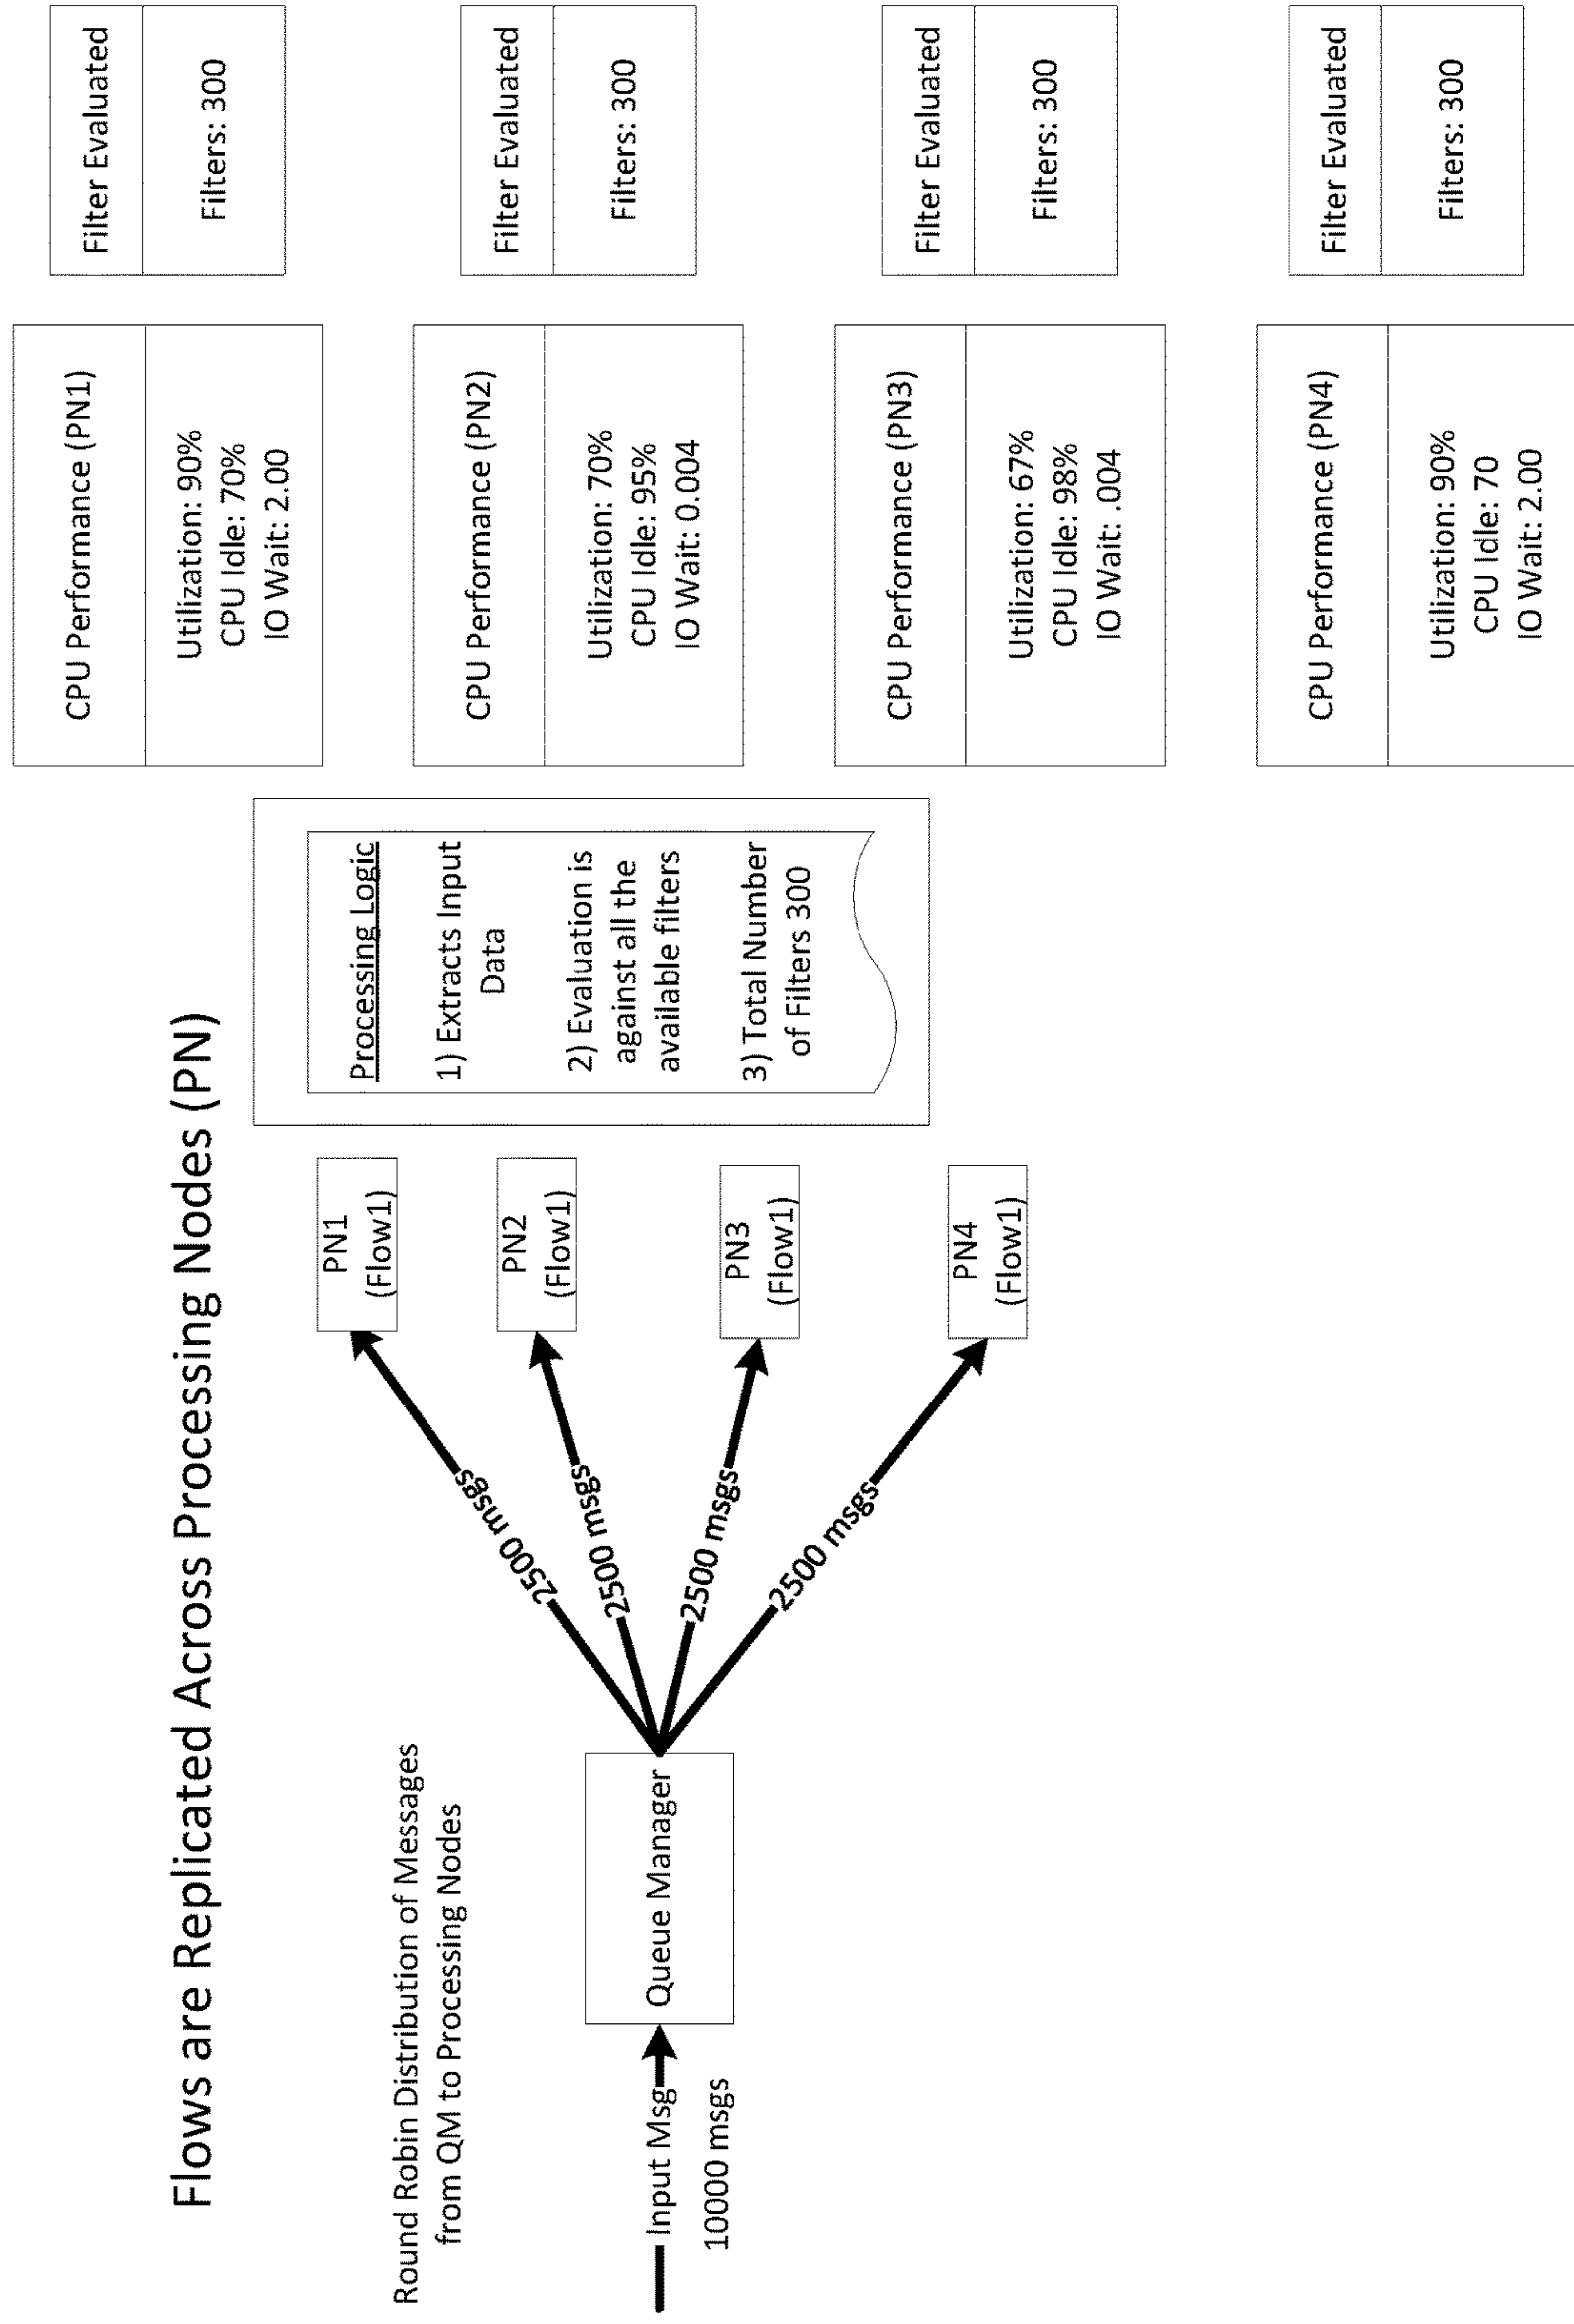 Flows are Replicated Across Processing Nodes (PN)
Round Robin Distribution of Messages
from QM to Processing Nodes
Input Msg
10000 msgs
Queue Manager
2500 msgs
2500 msgs
2500 msgs
2500 msgs
PN1
(Flow1)
PN2
(Flow1)
PN3
(Flow1)
PN4
(Flow1)
Processing Logic
1) Extracts Input
Data
2) Evaluation is
against all the
available filters
3) Total Number
of Filters 300
CPU Performance (PN1)
Utilization: 90%
CPU Idle: 70%
IO Wait: 2.00
Filter Evaluated
Filters: 300
CPU Performance (PN2)
Utilization: 70%
CPU Idle: 95%
IO Wait: 0.004
Filter Evaluated
Filters: 300
CPU Performance (PN3)
Utilization: 67%
CPU Idle: 98%
IO Wait: .004
Filter Evaluated
Filters: 300
CPU Performance (PN4)
Utilization: 90%
CPU Idle: 70
IO Wait: 2.00
Filter Evaluated
Filters: 300